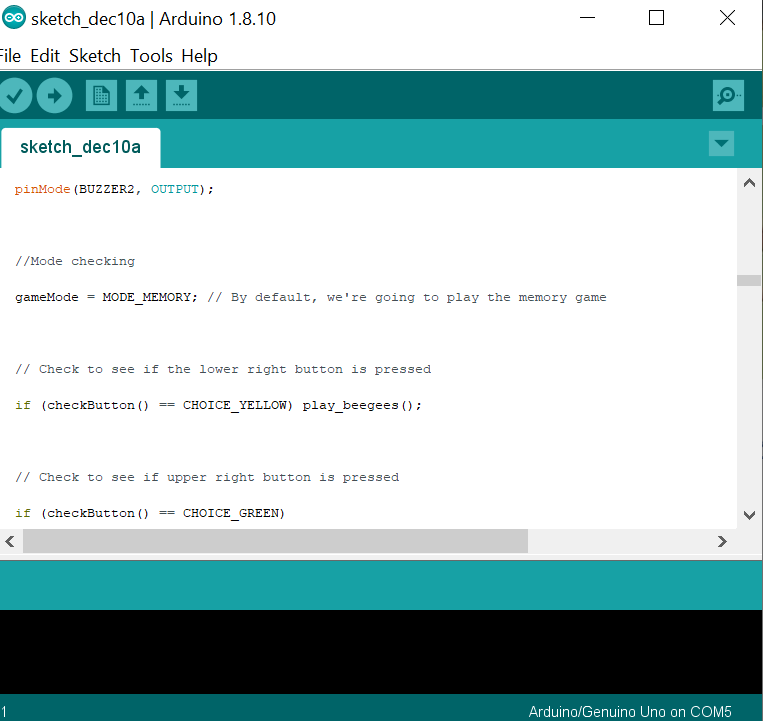 sketch_dec10a | Arduino 1.8.10
File Edit Sketch Tools Help
sketch_dec10a
pinMode(BUZZER2, OUTPUT);
//Mode checking
gameMode = MODE_MEMORY; // By default, we're going to play the memory game
// Check to see if the lower right button is pressed
if (checkButton() == CHOICE_YELLOW) play_beegees();
// Check to see if upper right button is pressed
if (checkButton() == CHOICE_GREEN)
1
Arduino/Genuino Uno on COM5